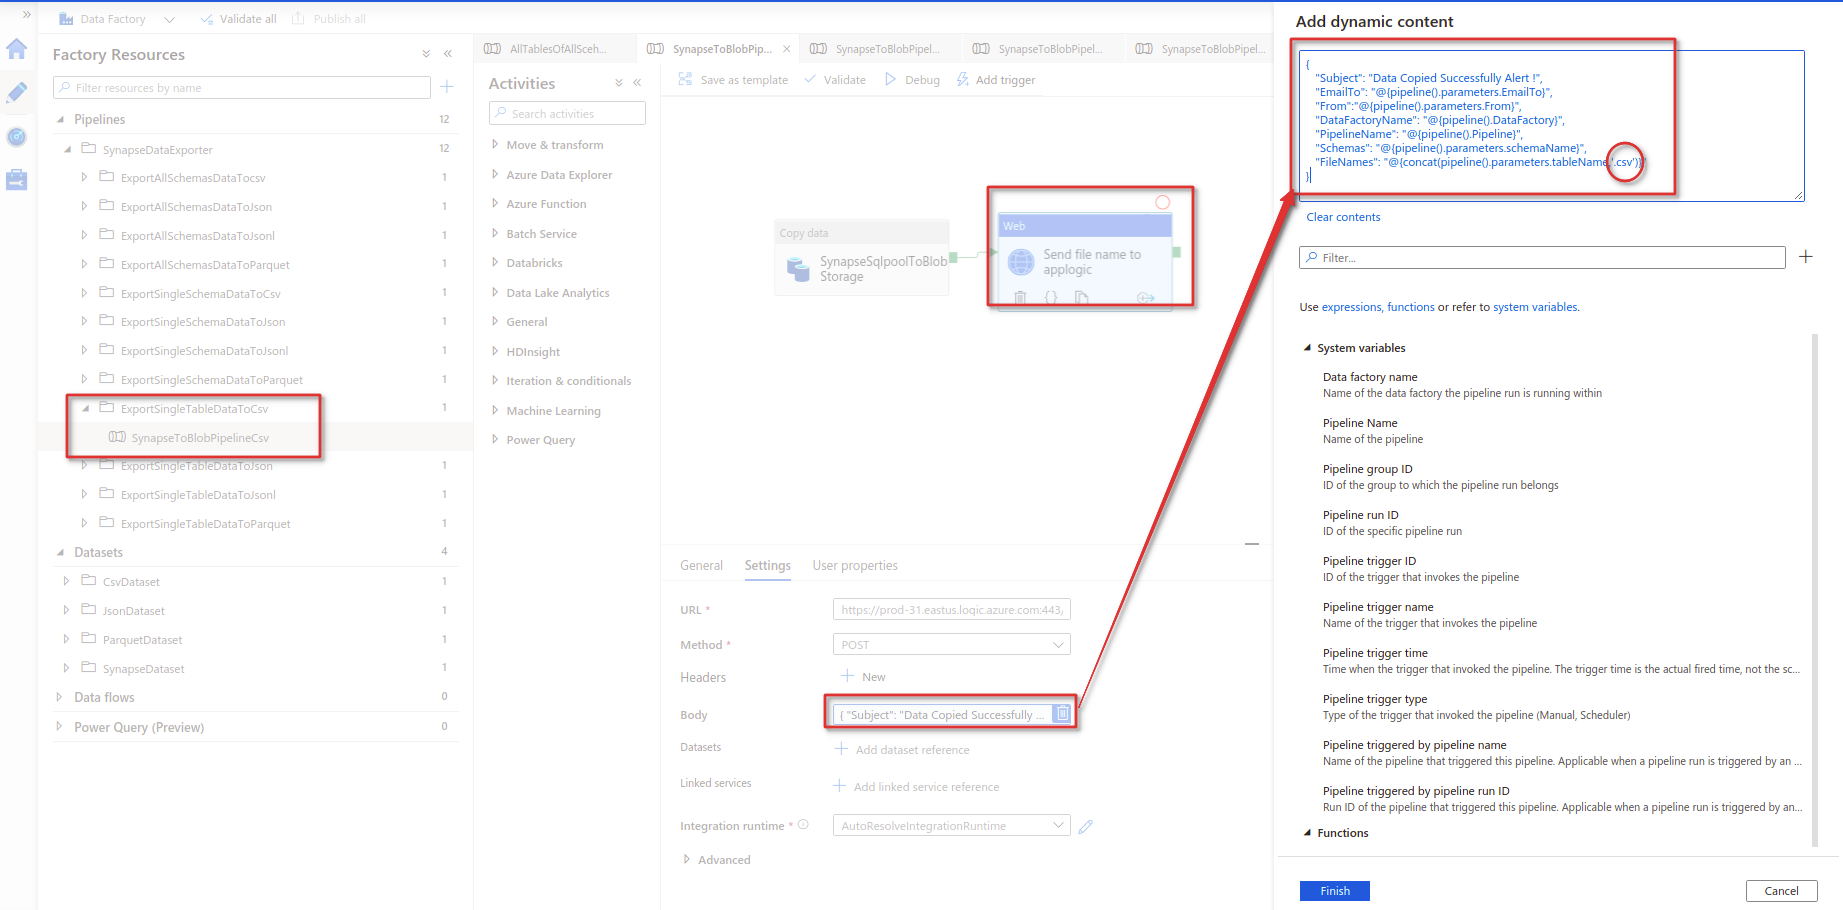 Data Factory
Validate all
Publish all
Factory Resources
Filter resources by name
Pipelines 12
SynapseDataExporter 12
ExportAllSchemasDataTocsv 1
ExportAllSchemasDataToJson 1
ExportAllSchemasDataToJsonl 1
ExportAllSchemasDataToParquet 1
ExportSingleSchemaDataToCsv 1
ExportSingleSchemaDataToJson 1
ExportSingleSchemaDataToJsonl 1
ExportSingleSchemaDataToParquet 1
ExportSingleTableDataToCsv 1
SynapseToBlobPipelineCsv
ExportSingleTableDataToJson 1
ExportSingleTableDataToJsonl 1
ExportSingleTableDataToParquet 1
Datasets 4
CsvDataset 1
JsonDataset 1
ParquetDataset 1
SynapseDataset 1
Data flows 0
Power Query (Preview) 0
AllTablesOfAllSceh...
SynapseToBlobPip...
SynapseToBlobPipel...
SynapseToBlobPipel...
SynapseToBlobPipel...
Activities
Search activities
Move & transform
Azure Data Explorer
Azure Function
Batch Service
Databricks
Data Lake Analytics
General
HDInsight
Iteration & conditionals
Machine Learning
Power Query
Save as template
Validate
Debug
Add trigger
Copy data
SynapseSqlpoolToBlob
Storage
Web
Send file name to
applogic
General
Settings
User properties
URL *
https://prod-31.eastus.logic.azure.com:443/
Method *
POST
Headers
New
Body
{ "Subject": "Data Copied Successfully ...
Datasets
Add dataset reference
Linked services
Add linked service reference
Integration runtime *
AutoResolveIntegrationRuntime
Advanced
Add dynamic content
{
"Subject": "Data Copied Successfully Alert !",
"EmailTo": "@{pipeline().parameters.EmailTo}",
"From":"@{pipeline().parameters.From}",
"DataFactoryName": "@{pipeline().DataFactory}",
"PipelineName": "@{pipeline().Pipeline}",
"Schemas": "@{pipeline().parameters.schemaName}",
"FileNames": "@{concat(pipeline().parameters.tableName,'.csv')}"
}
Clear contents
Filter...
Use expressions, functions or refer to system variables.
System variables
Data factory name
Name of the data factory the pipeline run is running within
Pipeline Name
Name of the pipeline
Pipeline group ID
ID of the group to which the pipeline run belongs
Pipeline run ID
ID of the specific pipeline run
Pipeline trigger ID
ID of the trigger that invokes the pipeline
Pipeline trigger name
Name of the trigger that invokes the pipeline
Pipeline trigger time
Time when the trigger that invoked the pipeline. The trigger time is the actual fired time, not the sc...
Pipeline trigger type
Type of the trigger that invoked the pipeline (Manual, Scheduler)
Pipeline triggered by pipeline name
Name of the pipeline that triggered this pipeline. Applicable when a pipeline run is triggered by an ...
Pipeline triggered by pipeline run ID
Run ID of the pipeline that triggered this pipeline. Applicable when a pipeline run is triggered by an...
Functions
Finish
Cancel